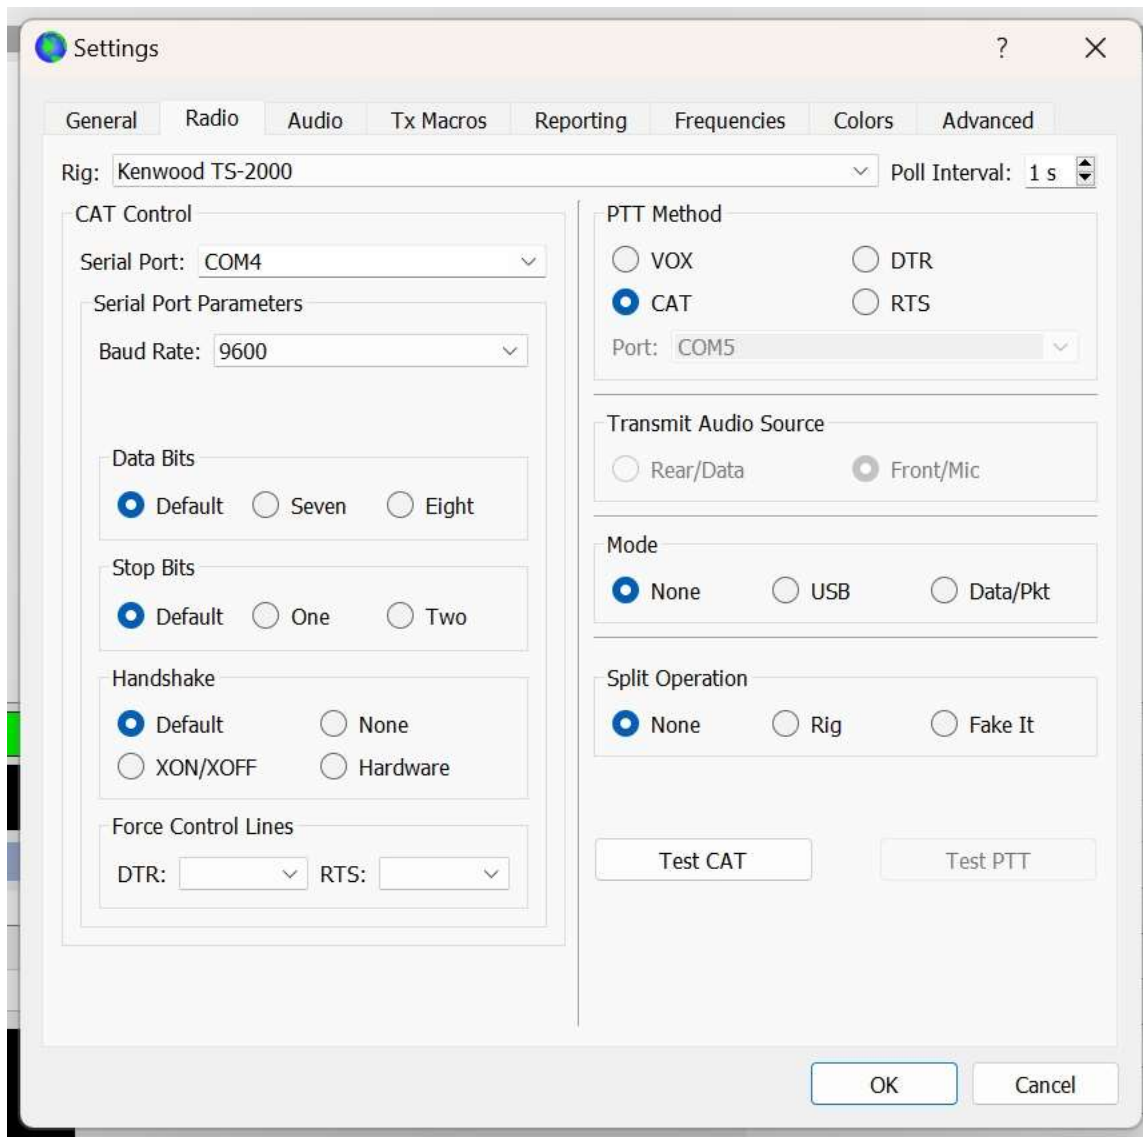 Settings
?
General Radio Audio Tx Macros Reporting Frequencies Colors Advanced
Rig: Kenwood TS-2000 Poll Interval: 1 s
CAT Control
Serial Port: COM4
Serial Port Parameters
Baud Rate: 9600
Data Bits
Default Seven Eight
Stop Bits
Default One Two
Handshake
Default None
XON/XOFF Hardware
Force Control Lines
DTR: RTS:
PTT Method
VOX DTR
CAT RTS
Port: COM5
Transmit Audio Source
Rear/Data Front/Mic
Mode
None USB Data/Pkt
Split Operation
None Rig Fake It
Test CAT Test PTT
OK Cancel